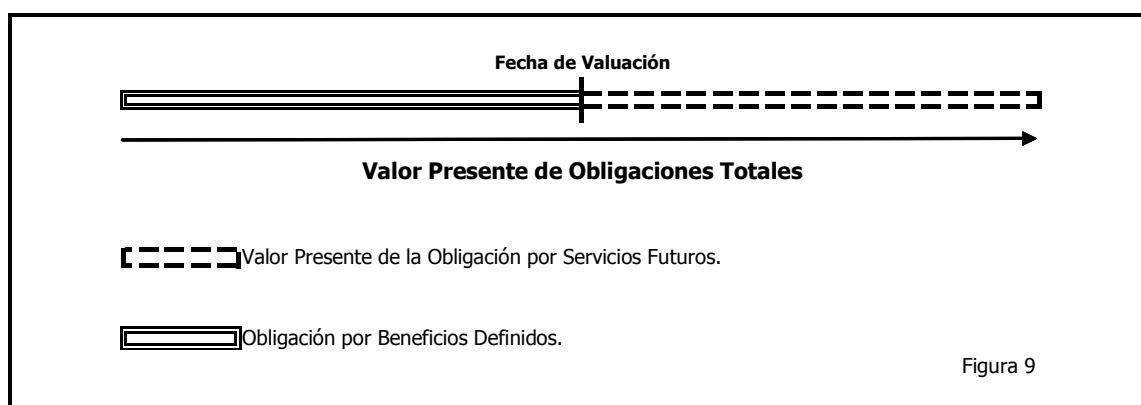 Fecha de Valuación
Valor Presente de Obligaciones Totales
Valor Presente de la Obligación por Servicios Futuros.
Obligación por Beneficios Definidos.
Figura 9